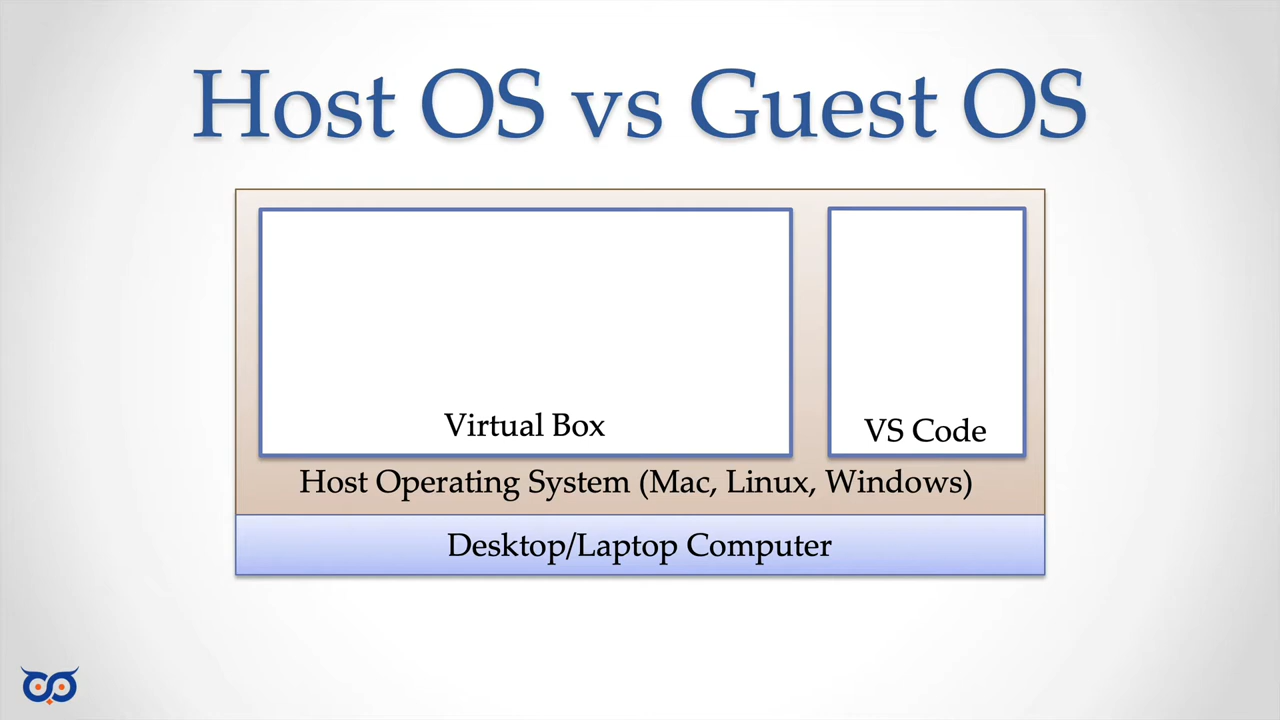 Host OS vs Guest OS
Virtual Box
VS Code
Host Operating System (Mac, Linux, Windows)
Desktop/Laptop Computer